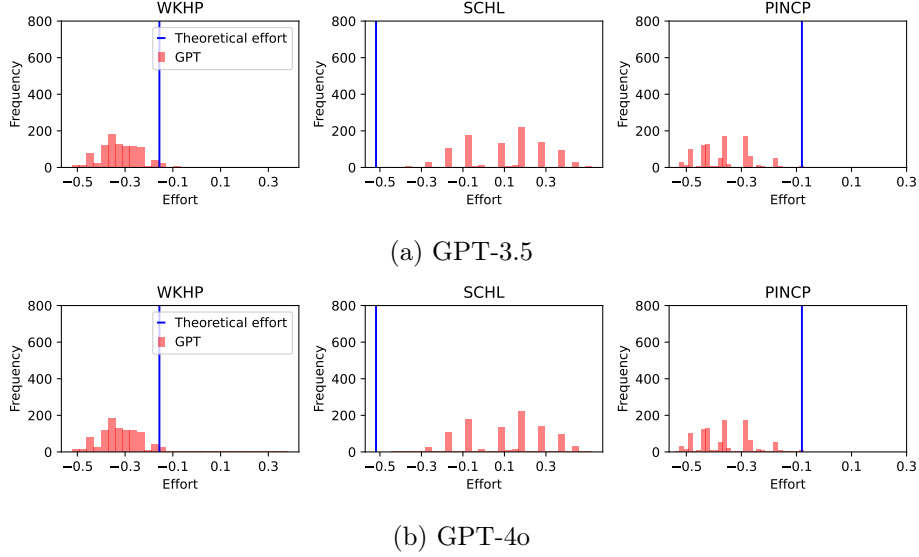 WKHP SCHL PINCP
800 800 800
Theoretical effort
GPT
600 600 600
Frequency Frequency Frequency
400 400 400
200 200 200
0 0 0
−0.5 −0.3 −0.1 0.1 0.3 −0.5 −0.3 −0.1 0.1 0.3 −0.5 −0.3 −0.1 0.1 0.3
Effort Effort Effort
(a) GPT-3.5
WKHP SCHL PINCP
800 800 800
Theoretical effort
GPT
600 600 600
Frequency Frequency Frequency
400 400 400
200 200 200
0 0 0
−0.5 −0.3 −0.1 0.1 0.3 −0.5 −0.3 −0.1 0.1 0.3 −0.5 −0.3 −0.1 0.1 0.3
Effort Effort Effort
(b) GPT-4o